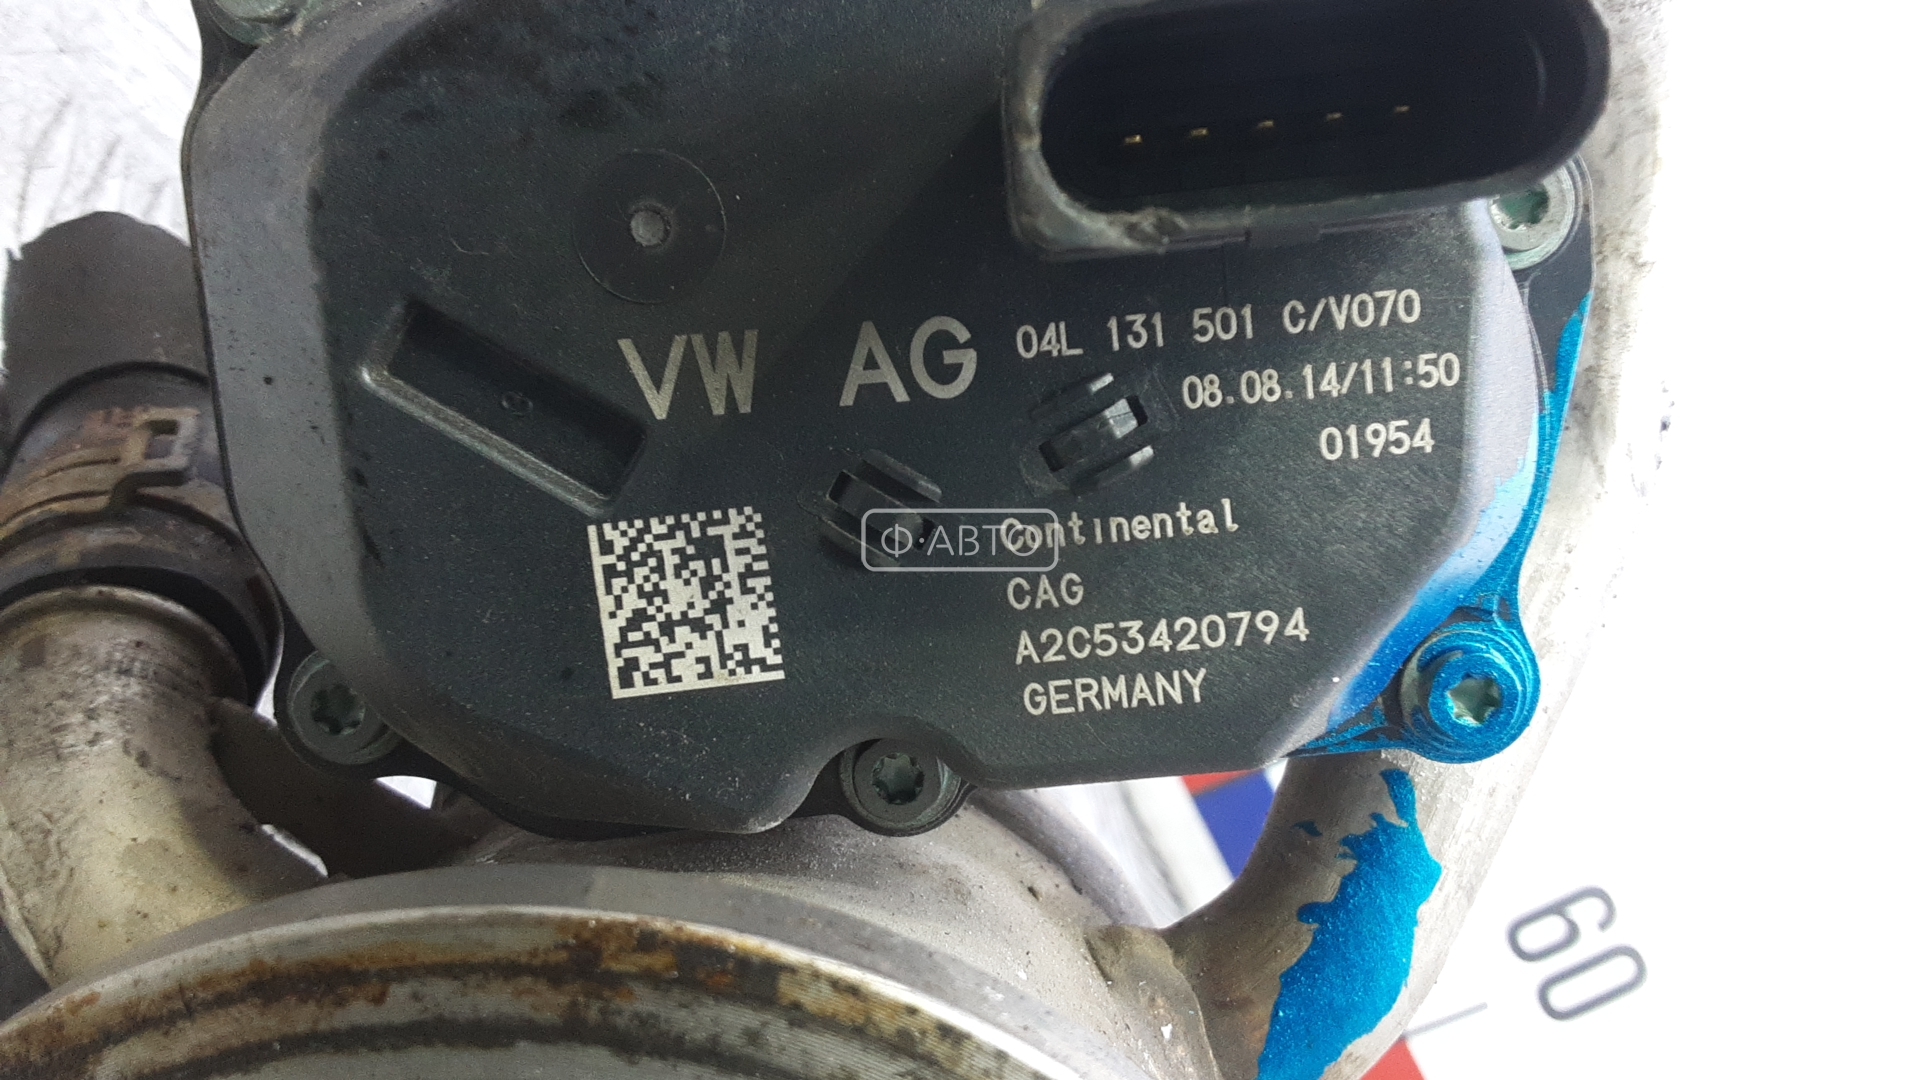 VW AG 04L 131 501 C/V070
08.08.14/11:50
01954
Ф·АВТО
Continental
CAG
A2C53420794
GERMANY
60